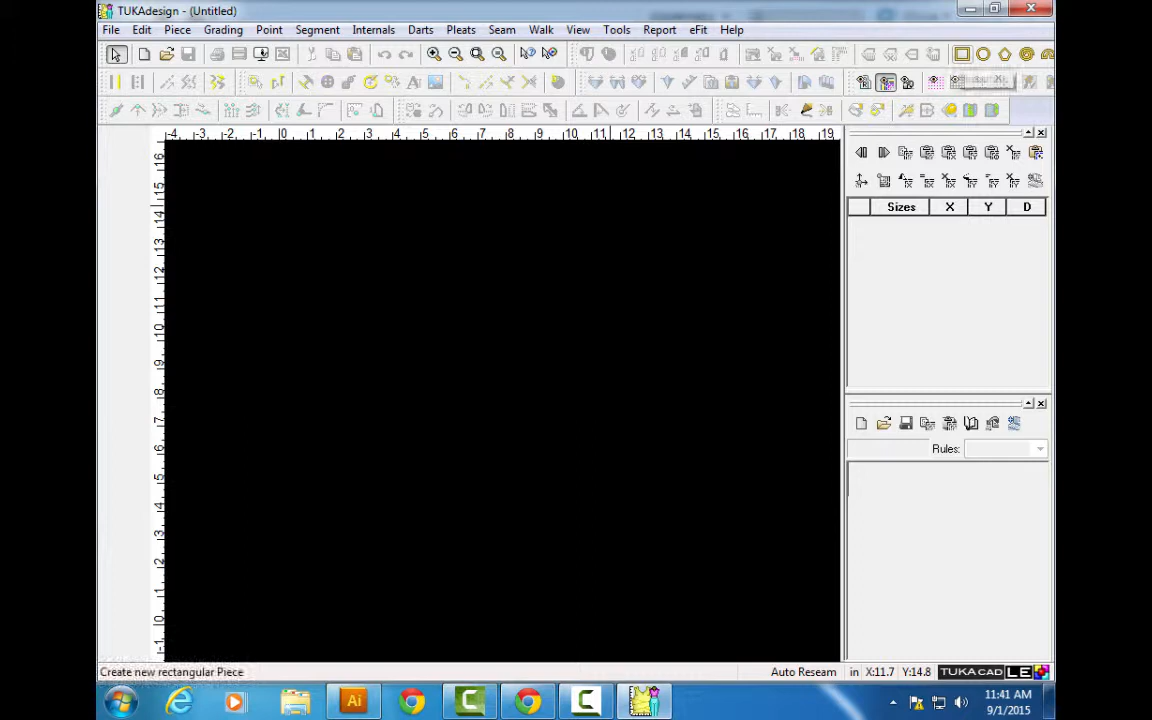 TUKAdesign - (Untitled)
File Edit Piece Grading Point Segment Internals Darts Pleats Seam Walk View Tools Report eFit Help
-4 -3 -2 -1 0 1 2 3 4 5 6 7 8 9 10 11 12 13 14 15 16 17 18 19
16
15
14
13
12
11
10
9
8
7
6
5
4
3
2
1
0
-1
Sizes X Y D
Rules:
Create new rectangular Piece
Auto Reseam in X:11.7 Y:14.8 TUKACAD LE
Ai
11:41 AM
9/1/2015